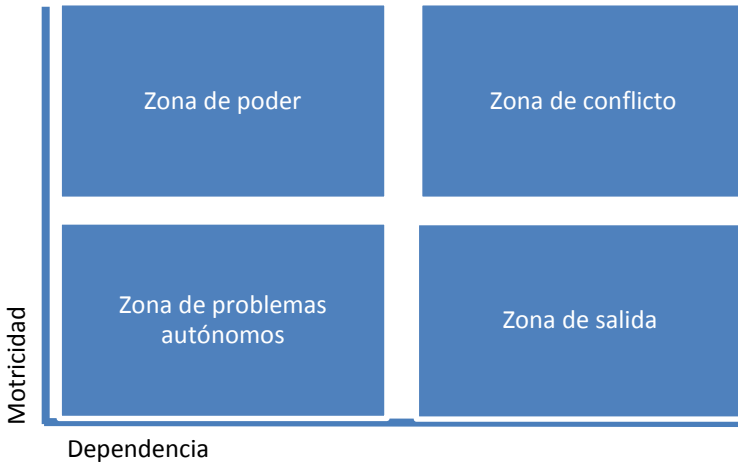 Zona de poder
Zona de conflicto
Zona de problemas
autónomos
Zona de salida
Motricidad
Dependencia